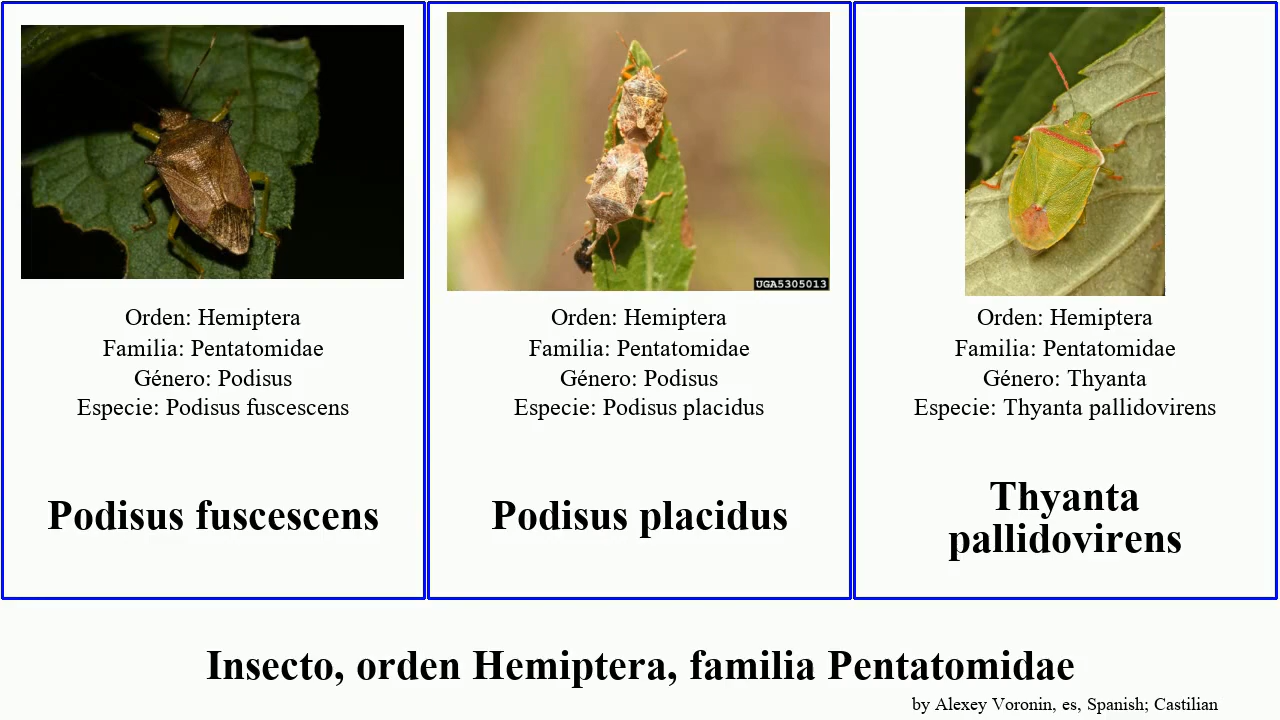 UGA5305013
Orden: Hemiptera
Familia: Pentatomidae
Género: Podisus
Especie: Podisus fuscescens
Podisus fuscescens
Orden: Hemiptera
Familia: Pentatomidae
Género: Podisus
Especie: Podisus placidus
Podisus placidus
Orden: Hemiptera
Familia: Pentatomidae
Género: Thyanta
Especie: Thyanta pallidovirens
Thyanta
pallidovirens
Insecto, orden Hemiptera, familia Pentatomidae
by Alexey Voronin, es, Spanish; Castilian